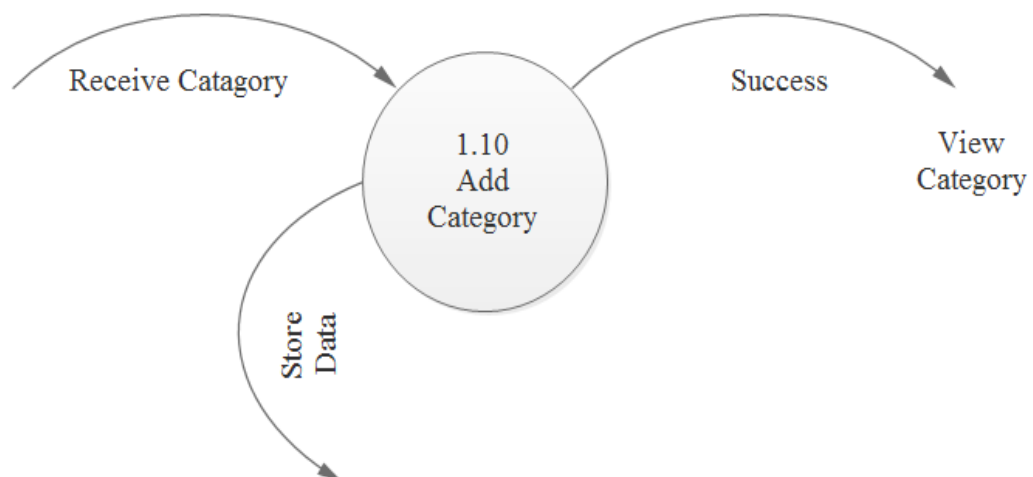 Receive Catagory
Success
1.10
Add
Category
View
Category
Store
Data